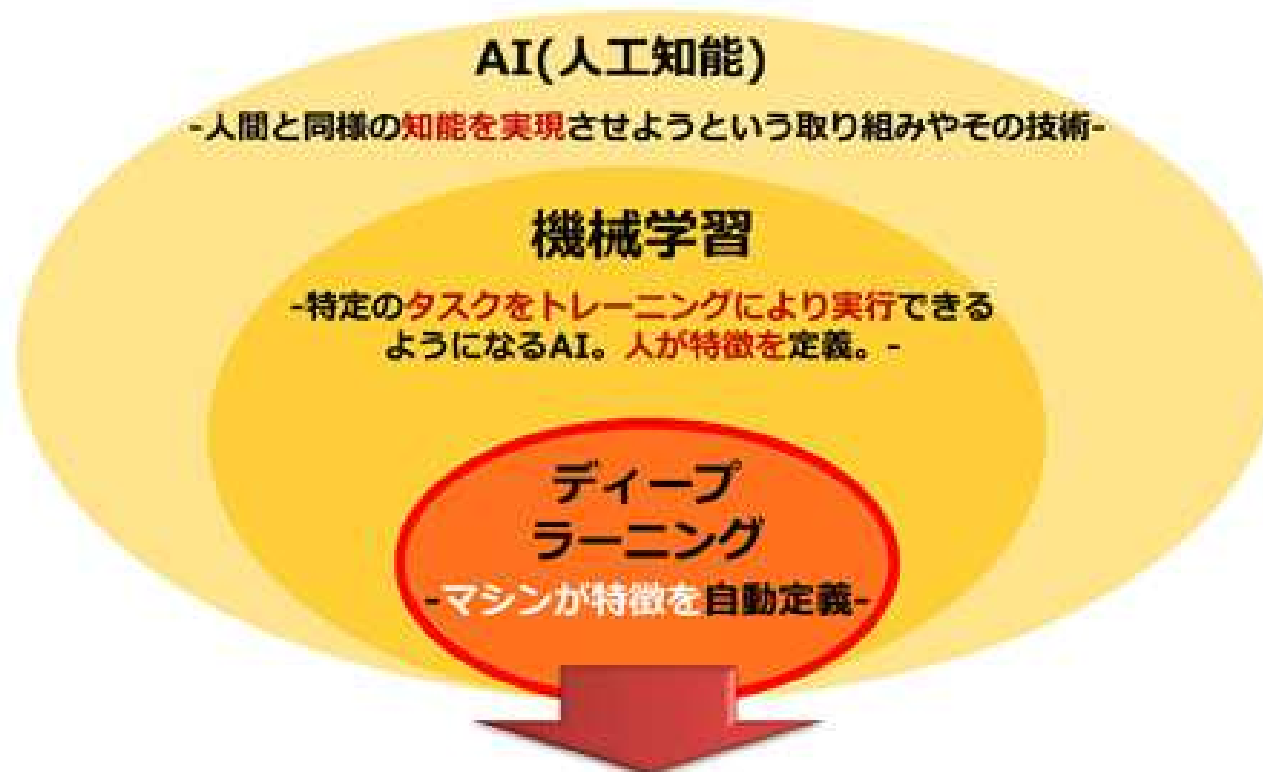 AI(人工知能)
-人間と同様の知能を実現させようという取り組みやその技術-
機械学習
-特定のタスクをトレーニングにより実行できる
ようになるAI。人が特徴を定義。-
ディープ
ラーニング
-マシンが特徴を自動定義-